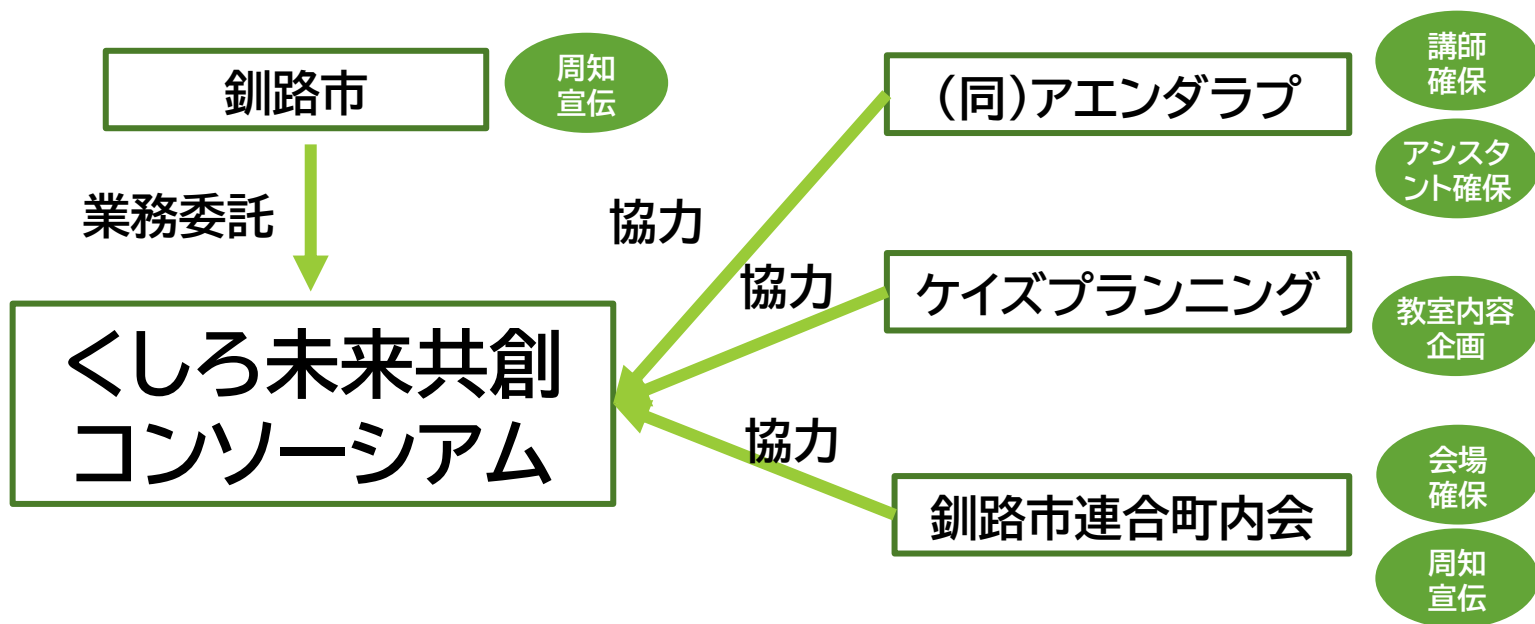 釧路市
周知
宣伝
業務委託
くしろ未来共創
コンソーシアム
協力
協力
協力
(同)アエンダラプ
講師
確保
アシスタ
ント確保
ケイズプランニング
教室内容
企画
釧路市連合町内会
会場
確保
周知
宣伝